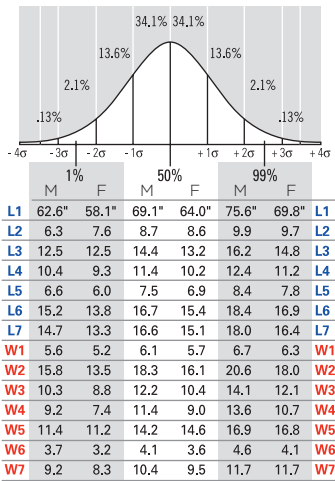 34.1% 34.1%
13.6% 13.6%
2.1% 2.1%
.13% .13%
- 4σ - 3σ - 2σ - 1σ + 1σ + 2σ + 3σ + 4σ
1% 50% 99%
M F M F M F
L1 62.6" 58.1" 69.1" 64.0" 75.6" 69.8" L1
L2 6.3 7.6 8.7 8.6 9.9 9.7 L2
L3 12.5 12.5 14.4 13.2 16.2 14.8 L3
L4 10.4 9.3 11.4 10.2 12.4 11.2 L4
L5 6.6 6.0 7.5 6.9 8.4 7.8 L5
L6 15.2 13.8 16.7 15.4 18.4 16.9 L6
L7 14.7 13.3 16.6 15.1 18.0 16.4 L7
W1 5.6 5.2 6.1 5.7 6.7 6.3 W1
W2 15.8 13.5 18.3 16.1 20.6 18.0 W2
W3 10.3 8.8 12.2 10.4 14.1 12.1 W3
W4 9.2 7.4 11.4 9.0 13.6 10.7 W4
W5 11.4 11.2 14.2 14.6 16.9 16.8 W5
W6 3.7 3.2 4.1 3.6 4.6 4.1 W6
W7 9.2 8.3 10.4 9.5 11.7 11.7 W7